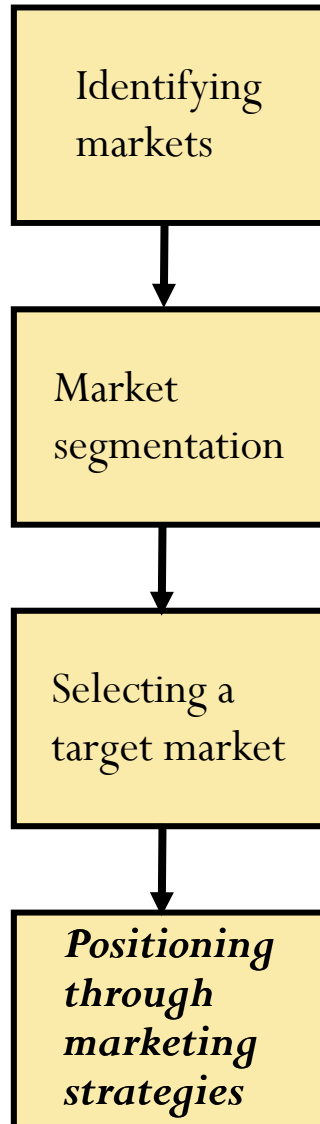 Identifying
markets
Market
segmentation
Selecting a
target market
Positioning
through
marketing
strategies